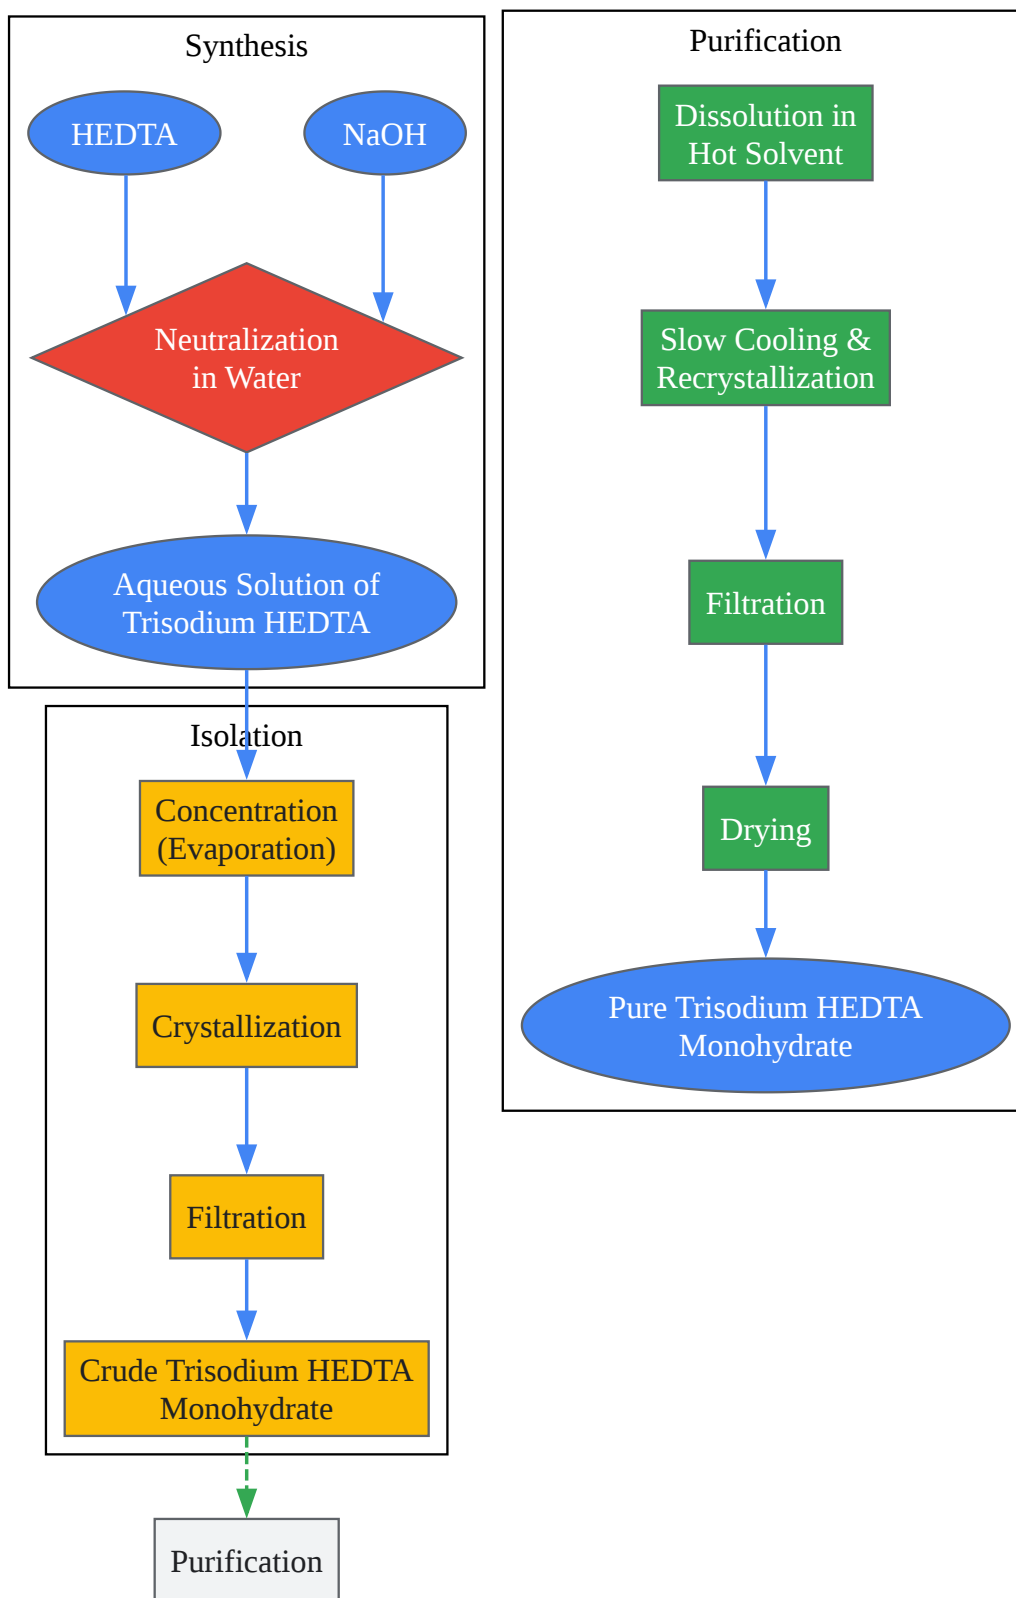 Synthesis
HEDTA
NaOH
Neutralization
in Water
Aqueous Solution of
Trisodium HEDTA
Isolation
Concentration
(Evaporation)
Crystallization
Filtration
Crude Trisodium HEDTA
Monohydrate
Purification
Purification
Dissolution in
Hot Solvent
Slow Cooling &
Recrystallization
Filtration
Drying
Pure Trisodium HEDTA
Monohydrate